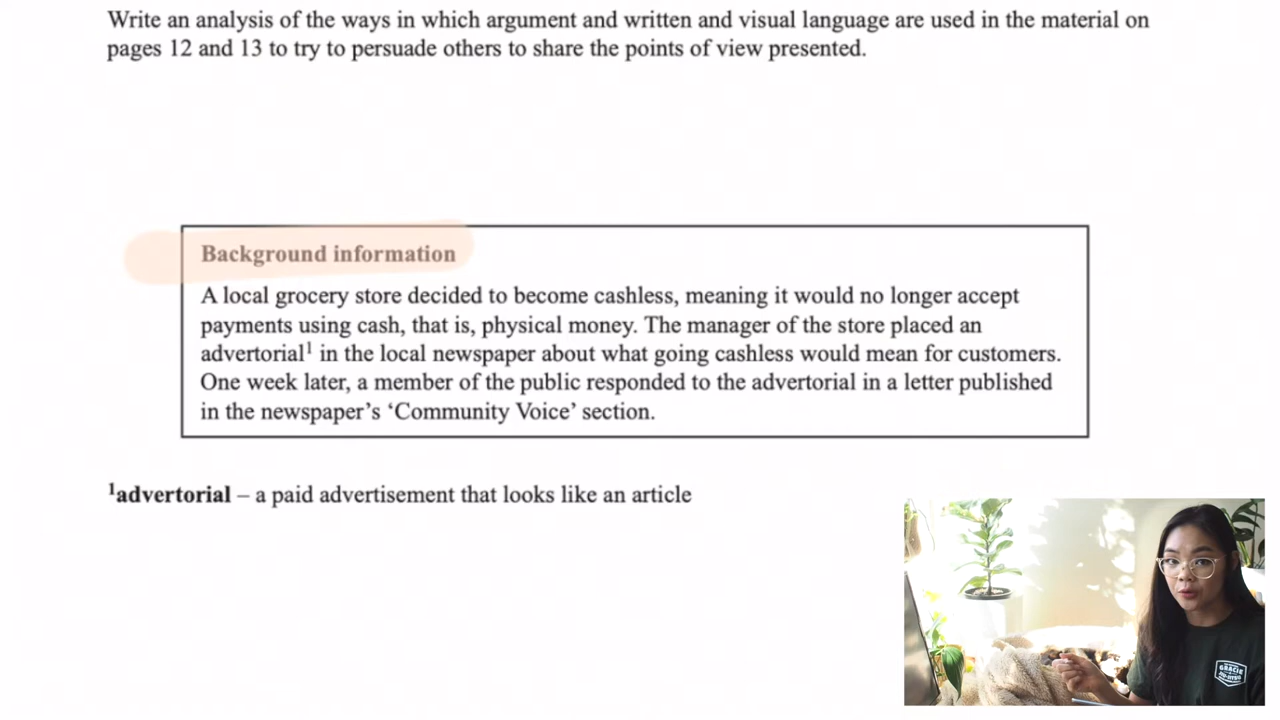 Write an analysis of the ways in which argument and written and visual language are used in the material on
pages 12 and 13 to try to persuade others to share the points of view presented.
Background information
A local grocery store decided to become cashless, meaning it would no longer accept
payments using cash, that is, physical money. The manager of the store placed an
advertorial¹ in the local newspaper about what going cashless would mean for customers.
One week later, a member of the public responded to the advertorial in a letter published
in the newspaper’s ‘Community Voice’ section.
¹advertorial – a paid advertisement that looks like an article
GRACIE
JIU-JITSU